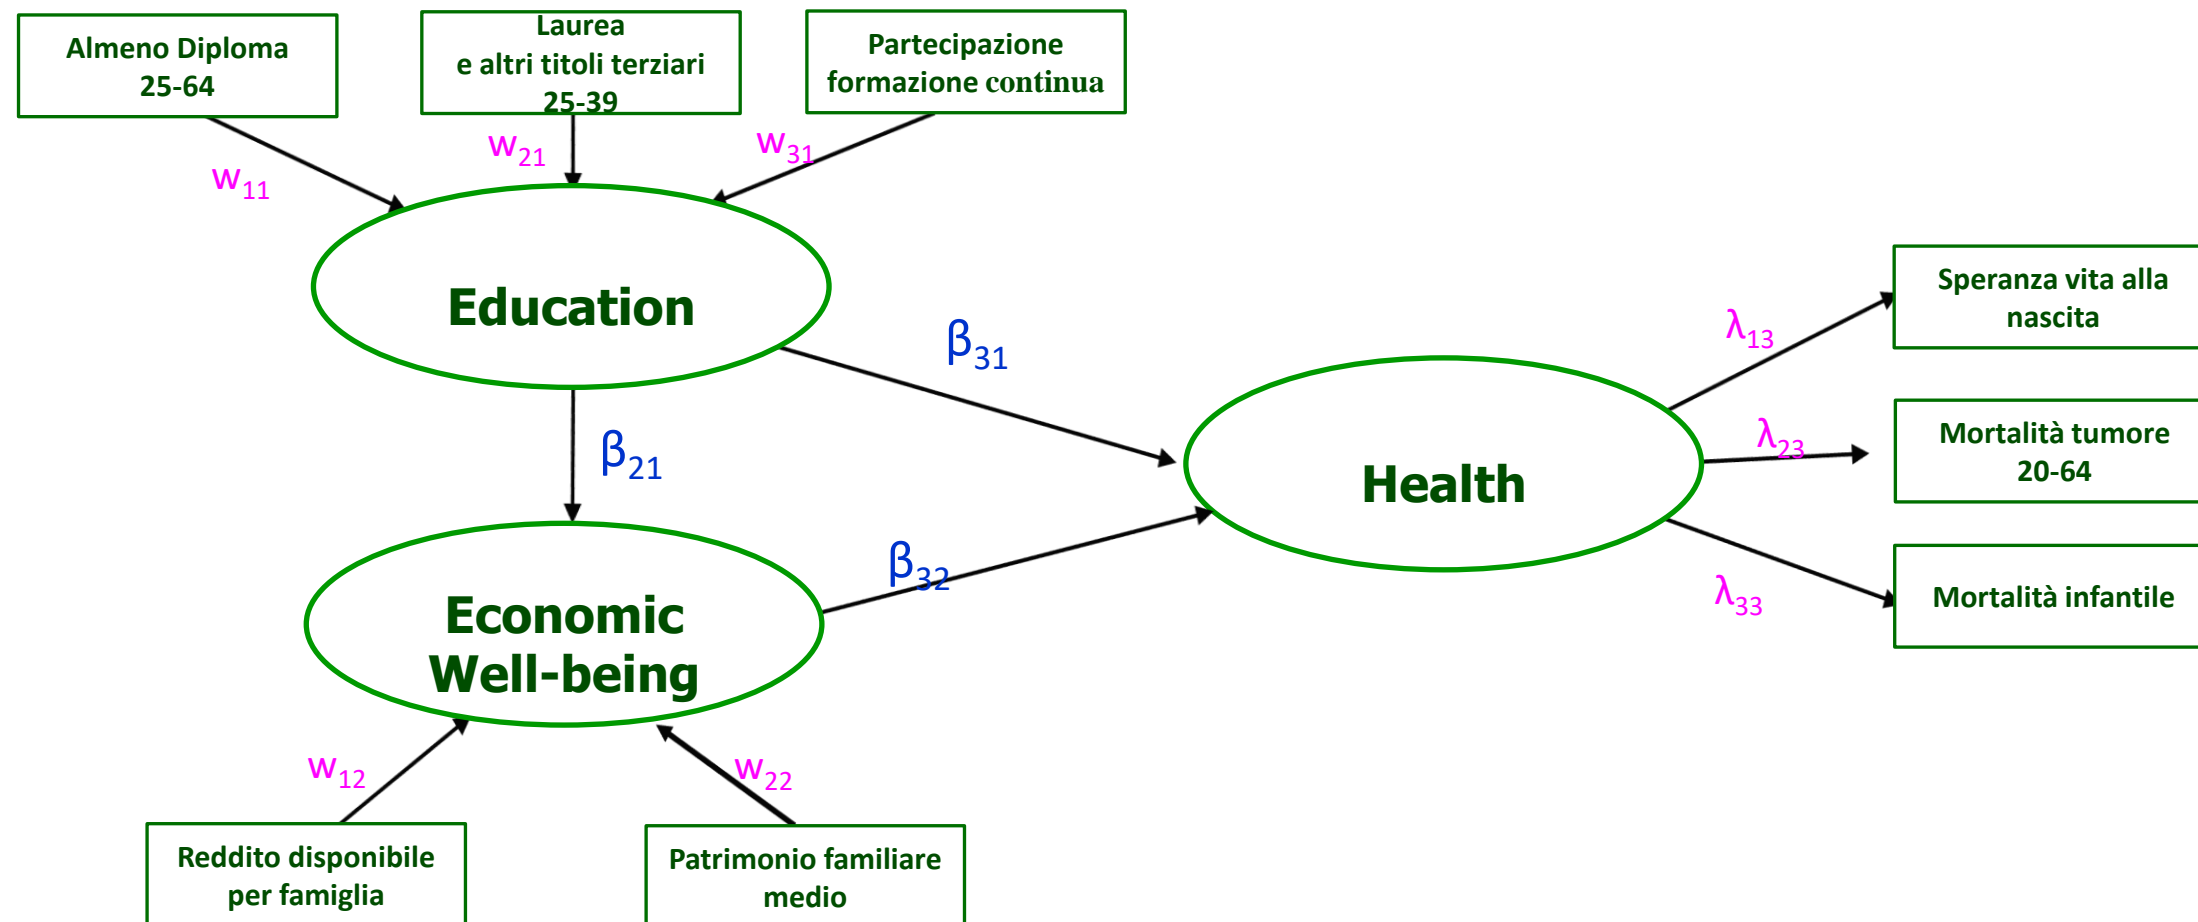 Almeno Diploma
25-64
Laurea
e altri titoli terziari
25-39
Partecipazione
formazione continua
w11
w21
w31
Education
β31
β21
Economic
Well-being
β32
Health
λ13
λ23
λ33
Speranza vita alla
nascita
Mortalità tumore
20-64
Mortalità infantile
w12
w22
Reddito disponibile
per famiglia
Patrimonio familiare
medio